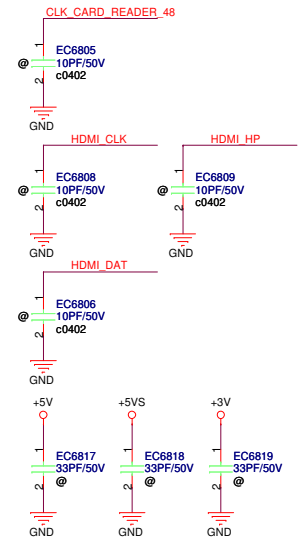 CLK_CARD_READER_48
1
EC6805
@
10PF/50V
2
c0402
GND
HDMI_CLK
HDMI_HP
1
1
EC6808
EC6809
@
10PF/50V
@
10PF/50V
2
c0402
2
c0402
GND
GND
HDMI_DAT
1
EC6806
@
10PF/50V
2
c0402
GND
+5V
+5VS
+3V
1
1
1
EC6817
EC6818
EC6819
33PF/50V
33PF/50V
33PF/50V
2
@
2
@
2
@
GND
GND
GND